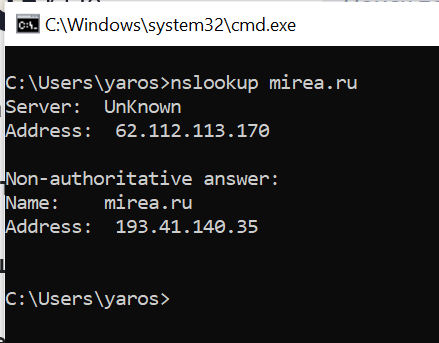 C:\Windows\system32\cmd.exe
C:\Users\yaros>nslookup mirea.ru
Server:  UnKnown
Address:  62.112.113.170
Non-authoritative answer:
Name:    mirea.ru
Address:  193.41.140.35
C:\Users\yaros>